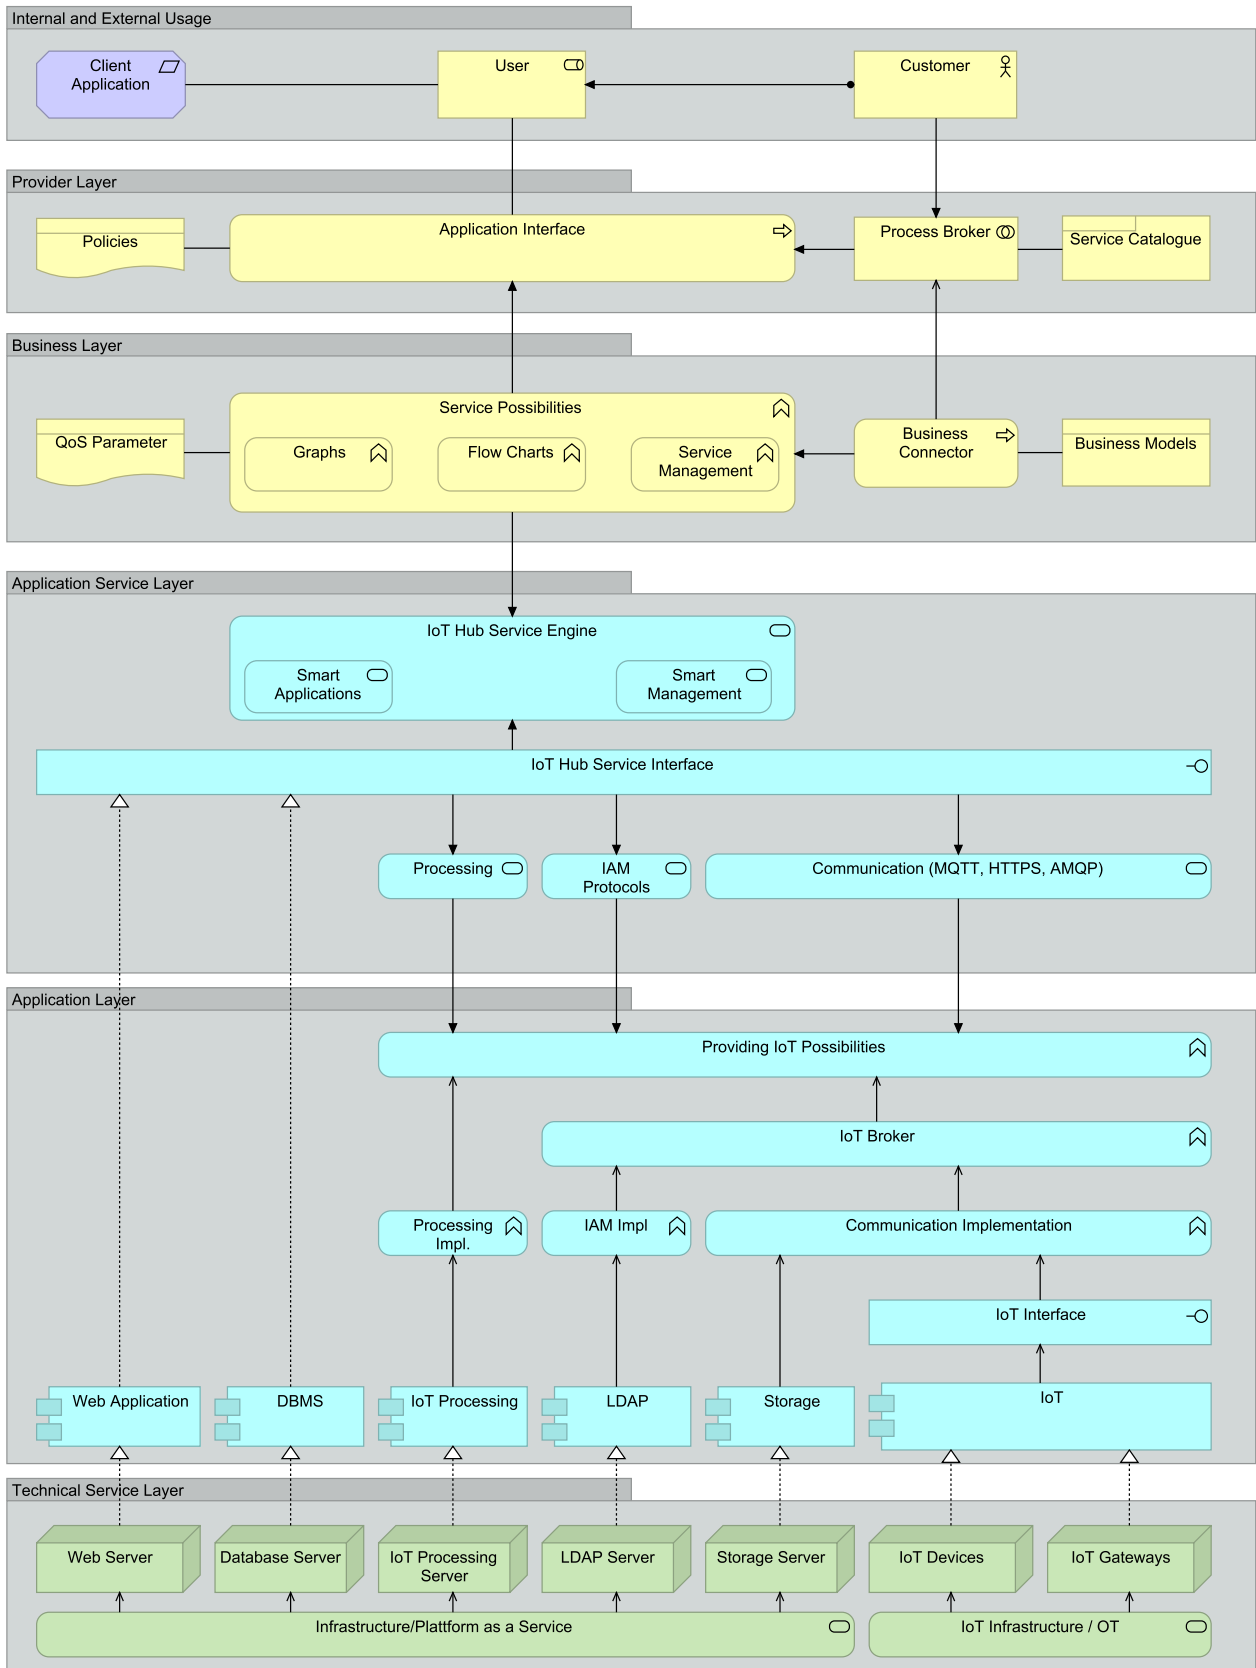 Internal and External Usage
Client
Application
User
Customer
Provider Layer
Policies
Application Interface
Process Broker
Service Catalogue
Business Layer
QoS Parameter
Service Possibilities
Graphs
Flow Charts
Service
Management
Business
Connector
Business Models
Application Service Layer
IoT Hub Service Engine
Smart
Applications
Smart
Management
IoT Hub Service Interface
Processing
IAM
Protocols
Communication (MQTT, HTTPS, AMQP)
Application Layer
Providing IoT Possibilities
IoT Broker
Processing
Impl.
IAM Impl
Communication Implementation
IoT Interface
Web Application
DBMS
IoT Processing
LDAP
Storage
IoT
Technical Service Layer
Web Server
Database Server
IoT Processing
Server
LDAP Server
Storage Server
IoT Devices
IoT Gateways
Infrastructure/Plattform as a Service
IoT Infrastructure / OT